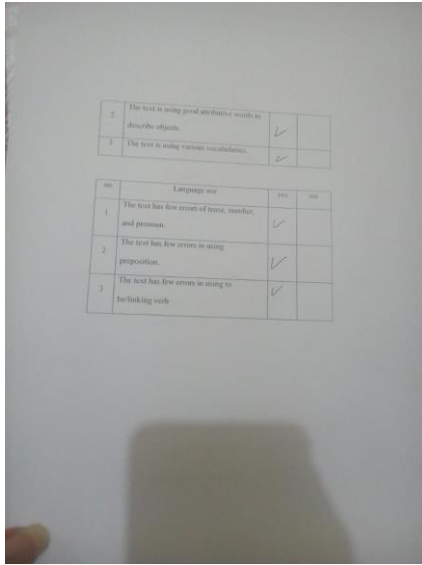 2 The text is using good attributive words to
describe objects.
3 The text is using various vocabularies.
no Language use yes no
1 The text has few errors of tense, number,
and pronoun.
2 The text has few errors in using
preposition.
3 The text has few errors in using to
be/linking verb